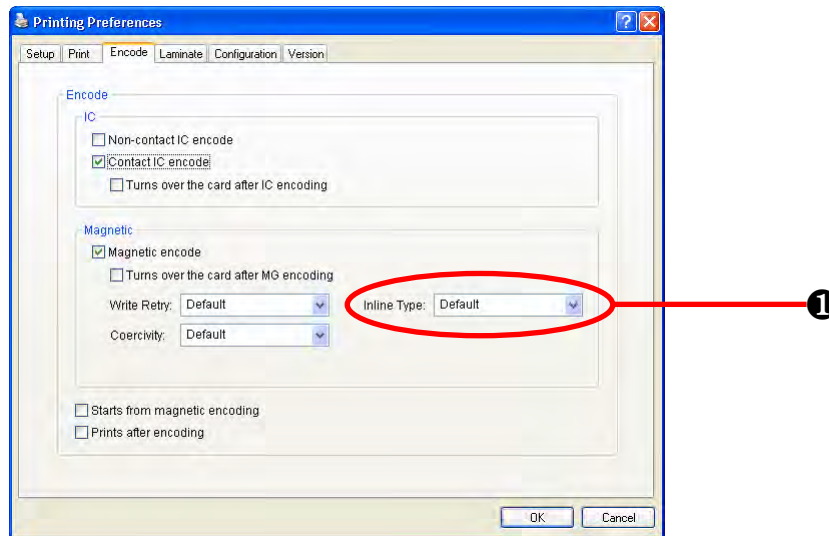 Printing Preferences
Setup Print Encode Laminate Configuration Version
Encode
IC
Non-contact IC encode
Contact IC encode
Turns over the card after IC encoding
Magnetic
Magnetic encode
Turns over the card after MG encoding
Write Retry: Default Inline Type: Default
Coercivity: Default
Starts from magnetic encoding
Prints after encoding
OK Cancel
❶